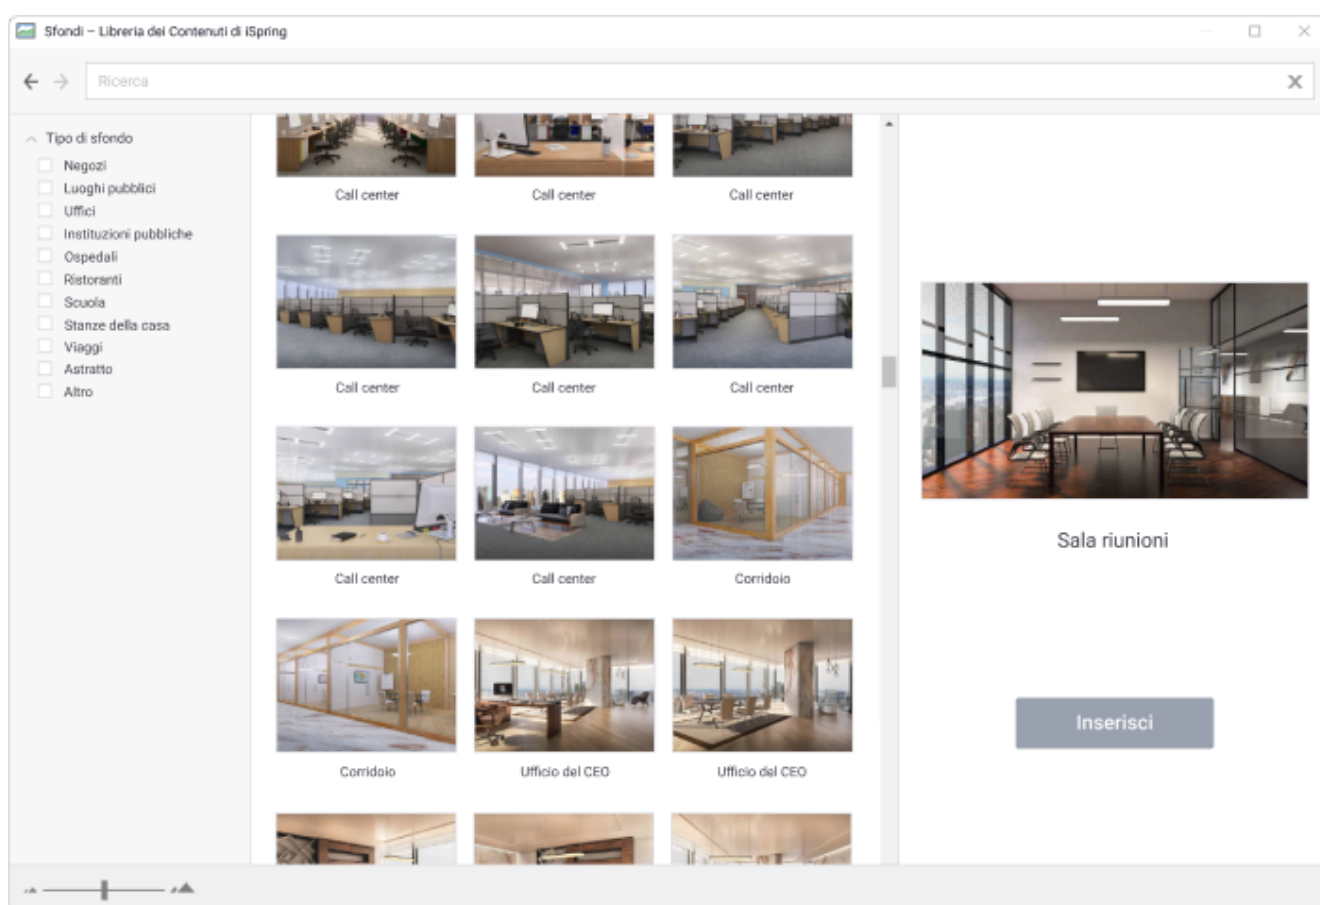 Sfondi – Libreria dei Contenuti di iSpring
Ricerca
Tipo di sfondo
Negozi
Luoghi pubblici
Uffici
Instituzioni pubbliche
Ospedali
Ristoranti
Scuola
Stanze della casa
Viaggi
Astratto
Altro
Call center
Call center
Call center
Call center
Call center
Call center
Call center
Call center
Corridoio
Corridoio
Ufficio del CEO
Ufficio del CEO
Sala riunioni
Inserisci